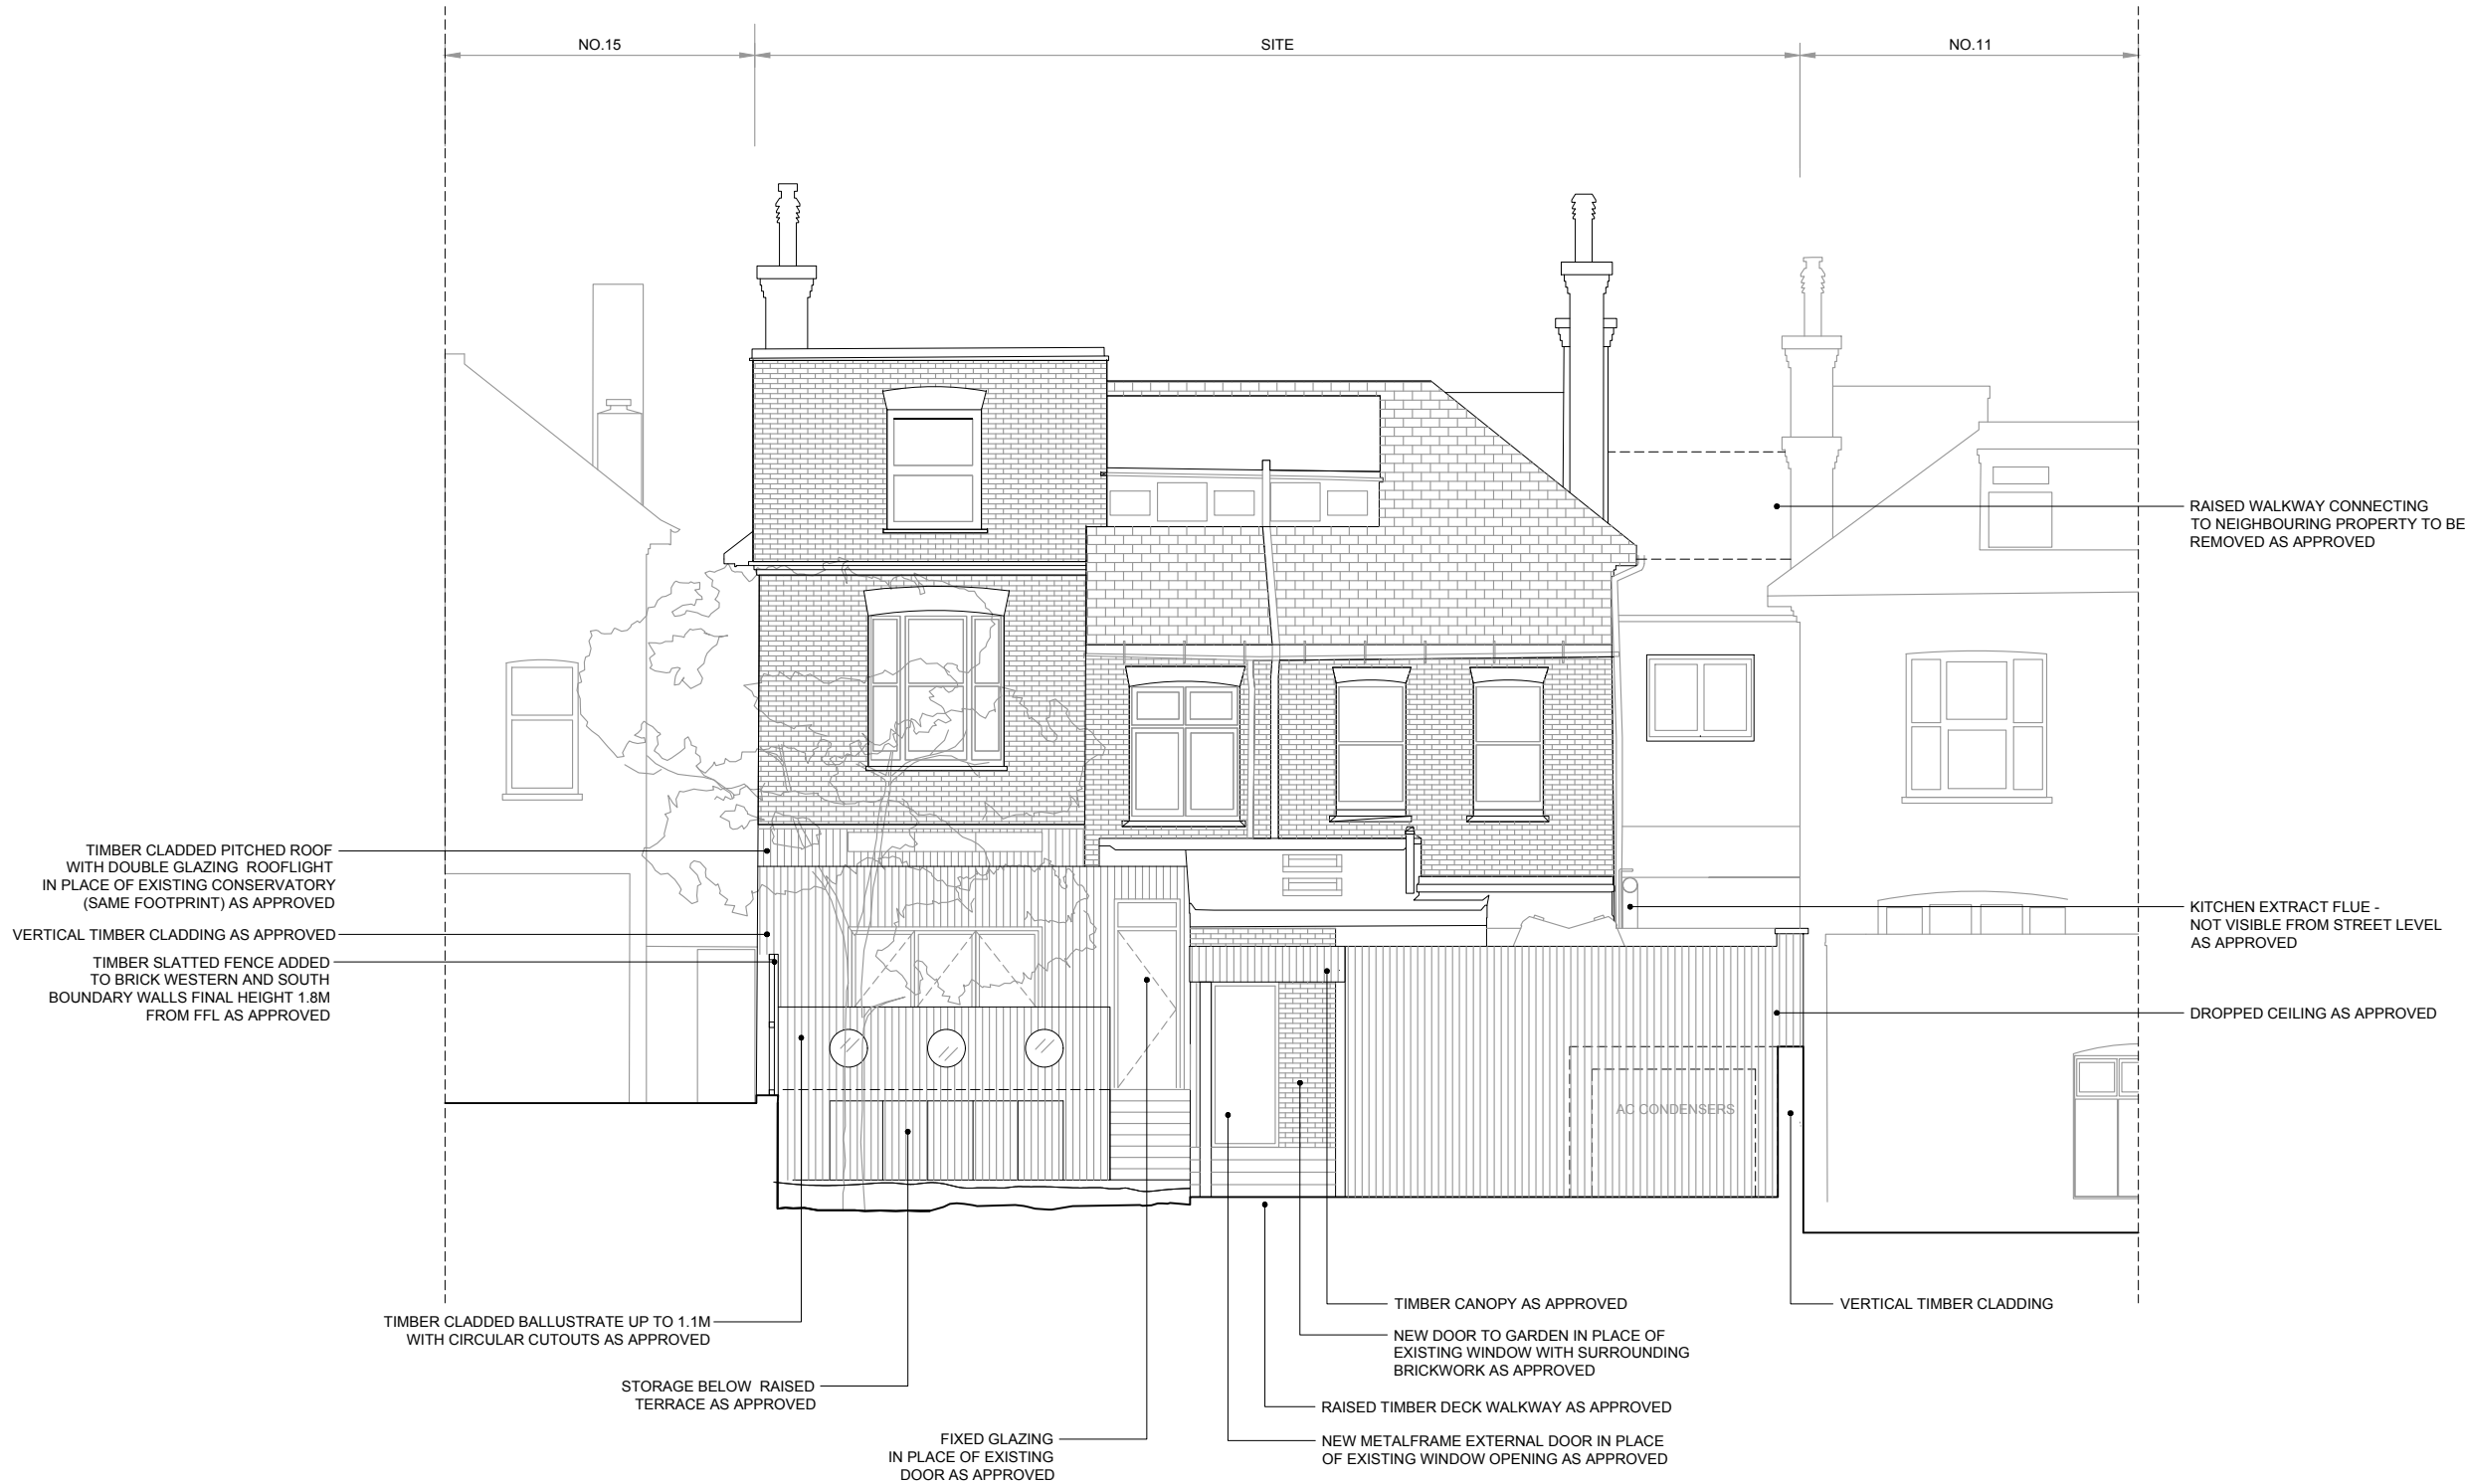 NO.15
SITE
NO.11
RAISED WALKWAY CONNECTING
TO NEIGHBOURING PROPERTY TO BE
REMOVED AS APPROVED
TIMBER CLADDED PITCHED ROOF
WITH DOUBLE GLAZING ROOFLIGHT
IN PLACE OF EXISTING CONSERVATORY
(SAME FOOTPRINT) AS APPROVED
VERTICAL TIMBER CLADDING AS APPROVED
TIMBER SLATTED FENCE ADDED
TO BRICK WESTERN AND SOUTH
BOUNDARY WALLS FINAL HEIGHT 1.8M
FROM FFL AS APPROVED
KITCHEN EXTRACT FLUE -
NOT VISIBLE FROM STREET LEVEL
AS APPROVED
DROPPED CEILING AS APPROVED
AC CONDENSERS
TIMBER CLADDED BALLUSTRATE UP TO 1.1M
WITH CIRCULAR CUTOUTS AS APPROVED
STORAGE BELOW RAISED
TERRACE AS APPROVED
FIXED GLAZING
IN PLACE OF EXISTING
DOOR AS APPROVED
TIMBER CANOPY AS APPROVED
NEW DOOR TO GARDEN IN PLACE OF
EXISTING WINDOW WITH SURROUNDING
BRICKWORK AS APPROVED
RAISED TIMBER DECK WALKWAY AS APPROVED
NEW METALFRAME EXTERNAL DOOR IN PLACE
OF EXISTING WINDOW OPENING AS APPROVED
VERTICAL TIMBER CLADDING